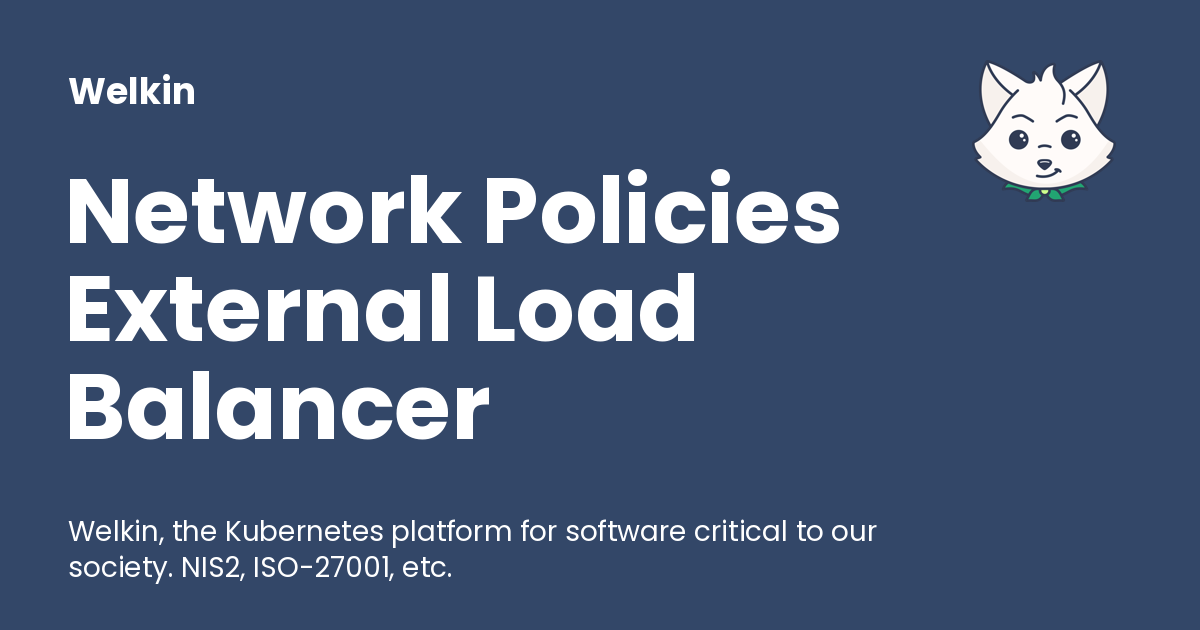 Welkin
Network Policies
External Load
Balancer
Welkin, the Kubernetes platform for software critical to our
society. NIS2, ISO-27001, etc.